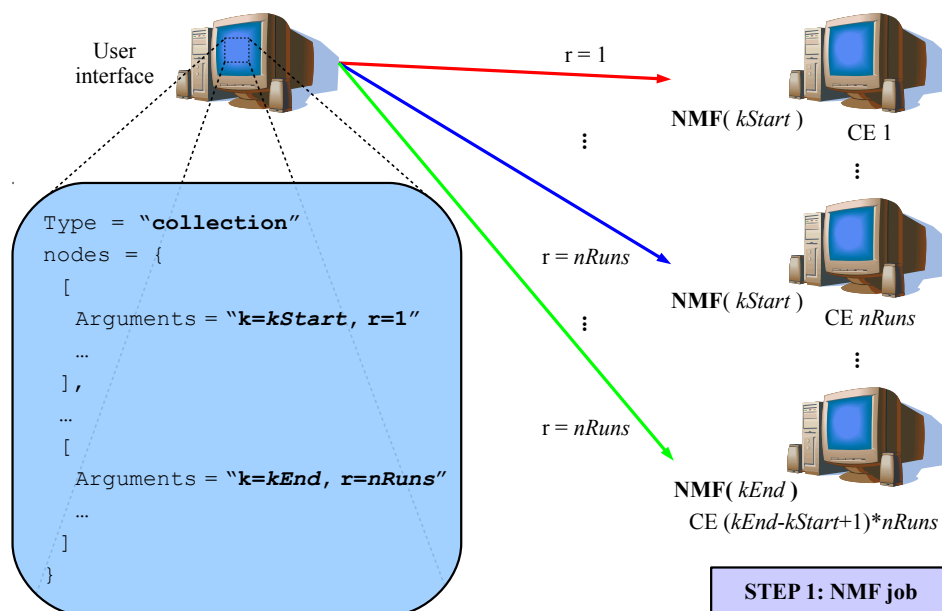 User
interface
r = 1
NMF( kStart )
CE 1
⋮
⋮
r = nRuns
NMF( kStart )
CE nRuns
⋮
⋮
r = nRuns
NMF( kEnd )
CE (kEnd-kStart+1)*nRuns
Type = “collection”
nodes = {
[
Arguments = “k=kStart, r=1”
…
],
…
[
Arguments = “k=kEnd, r=nRuns”
…
]
}
STEP 1: NMF job